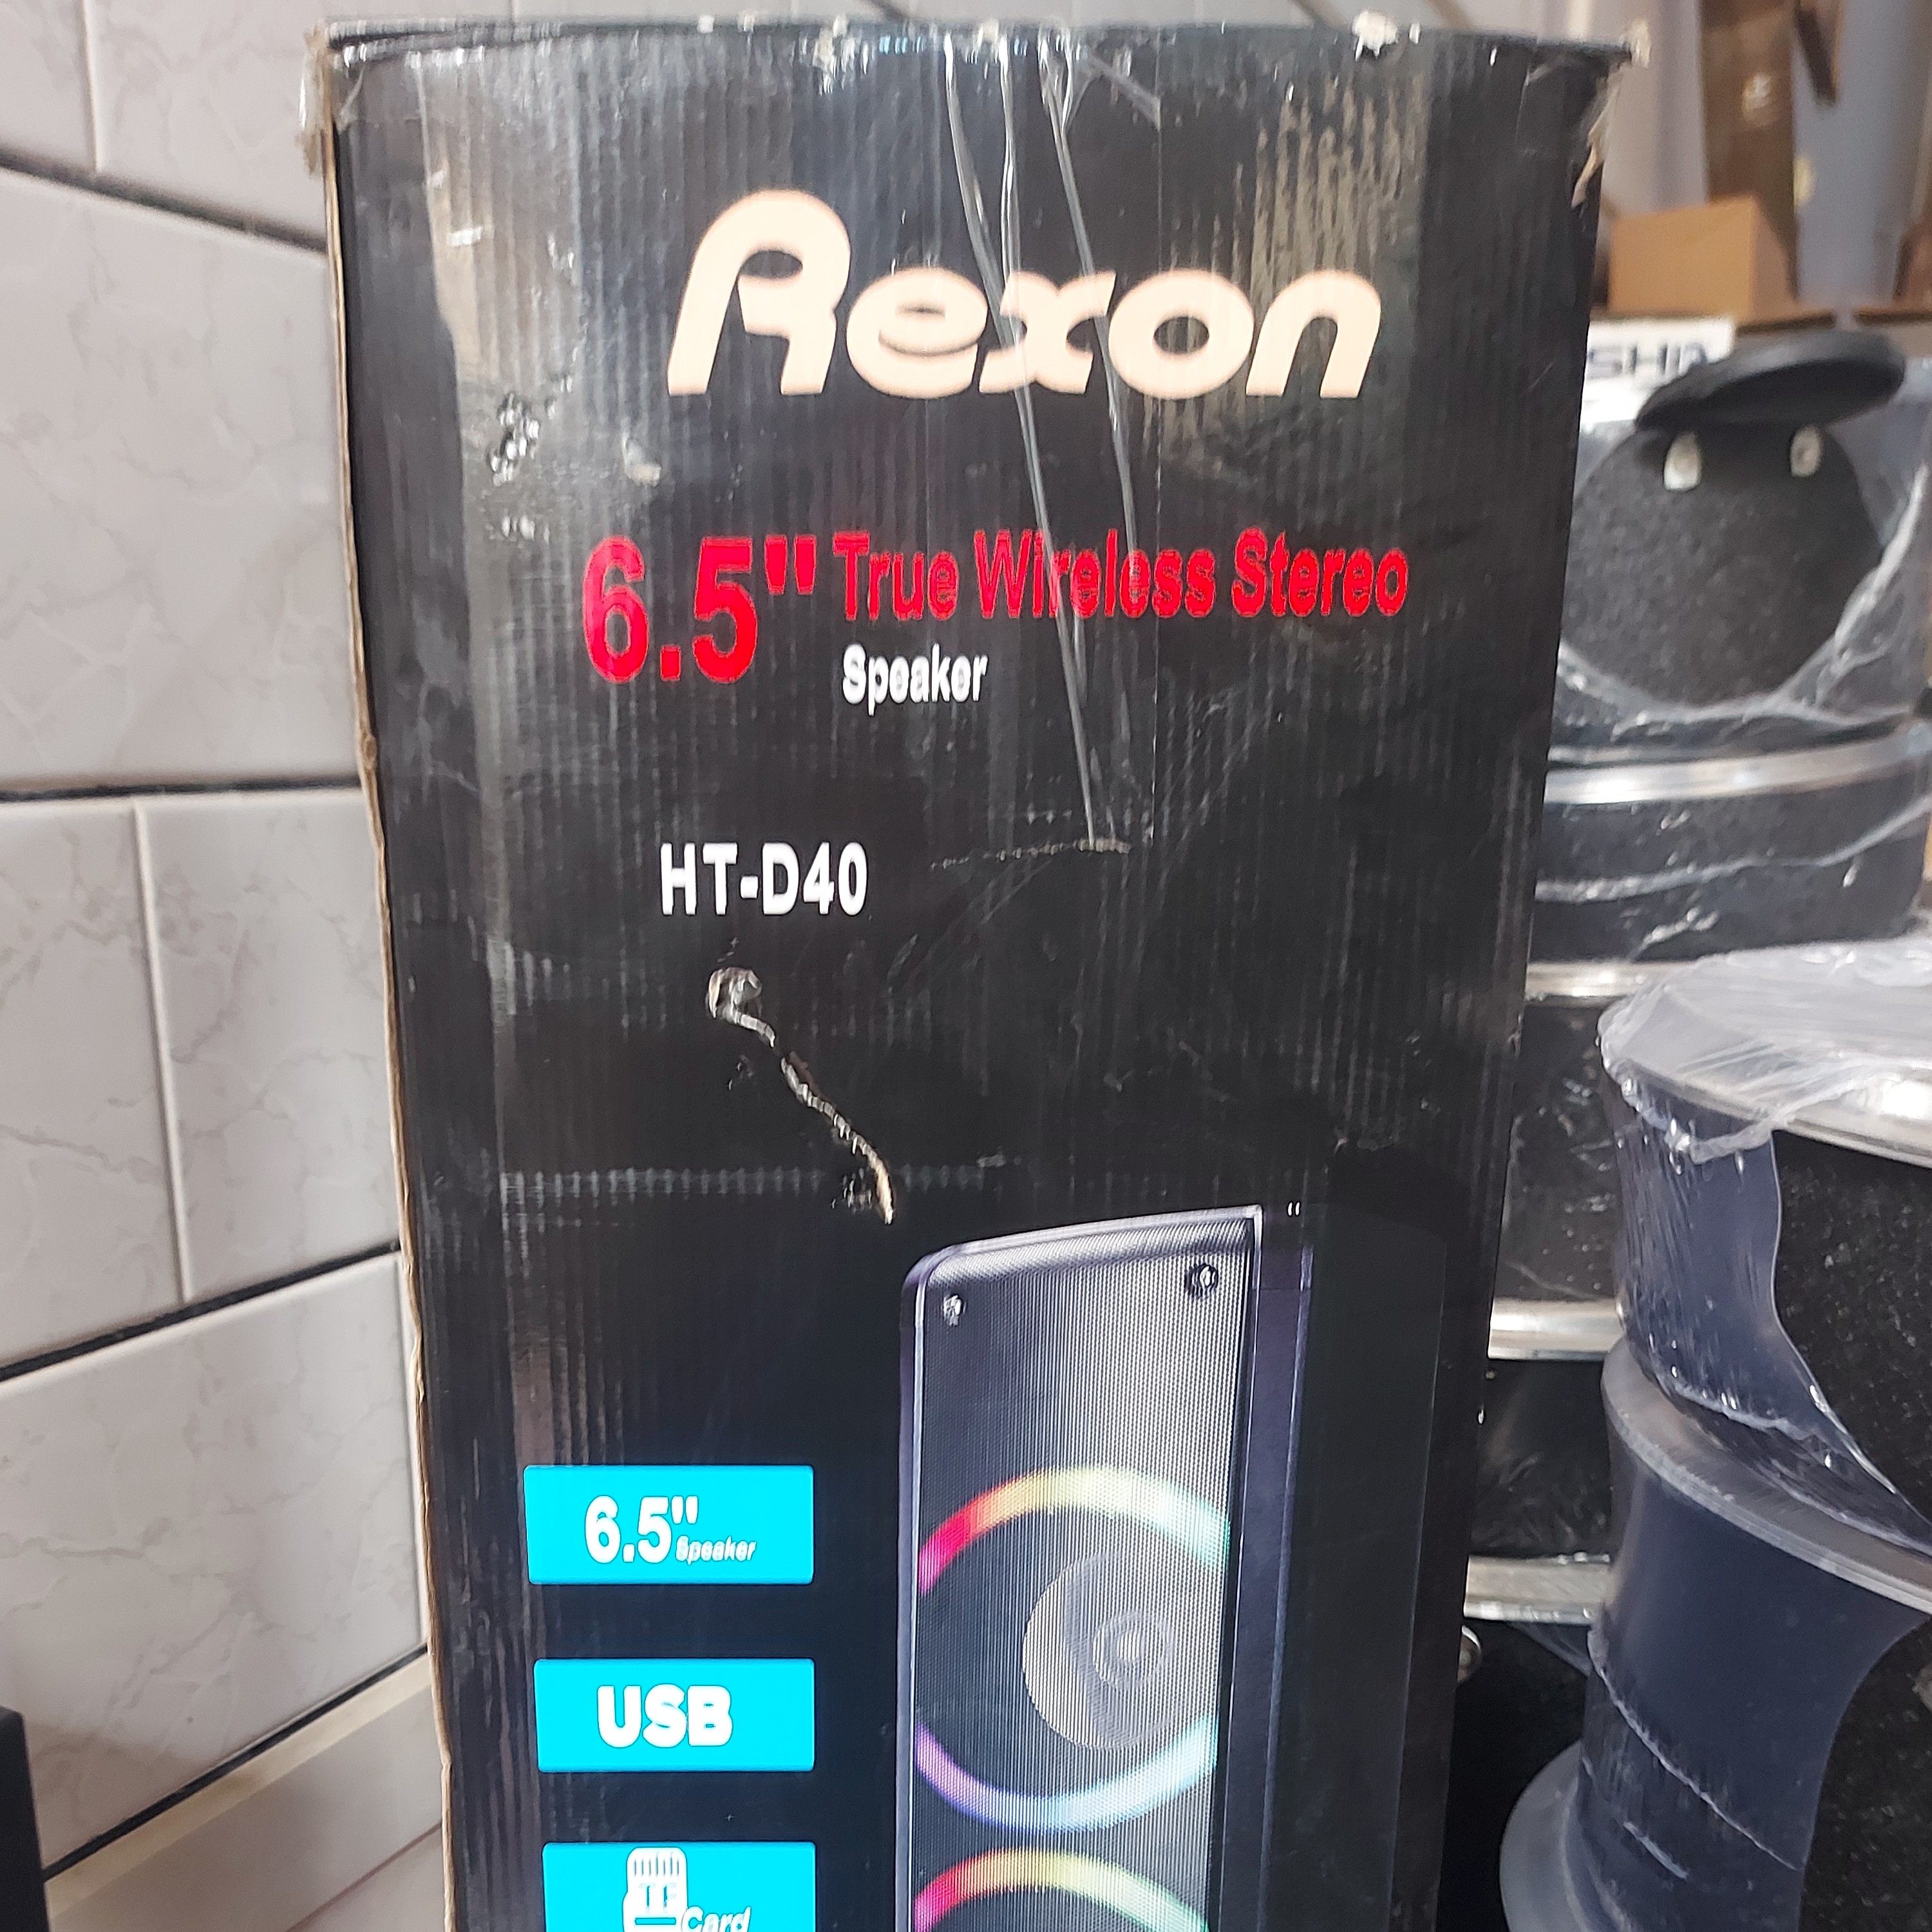 Rexon
6.5" True Wireless Stereo
Speaker
HT-D40
6.5" Speaker
USB
Card